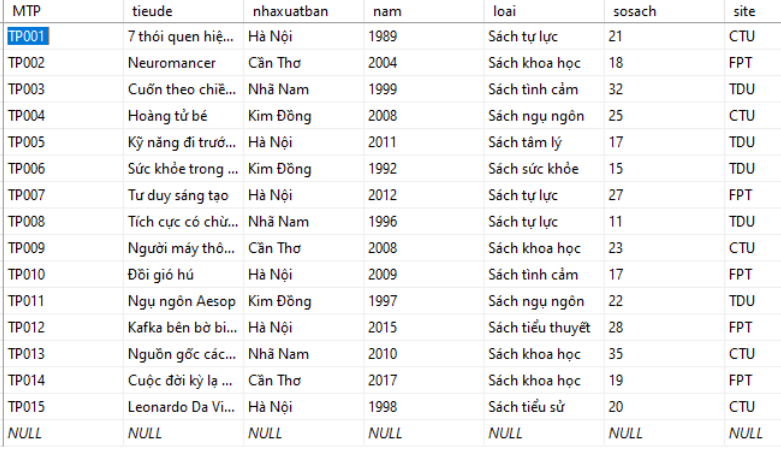 MTP tieude nhaxuatban nam loai sosach site
TP001 7 thói quen hiệ... Hà Nội 1989 Sách tự lực 21 CTU
TP002 Neuromancer Cần Thơ 2004 Sách khoa học 18 FPT
TP003 Cuốn theo chiề... Nhã Nam 1999 Sách tình cảm 32 TDU
TP004 Hoàng tử bé Kim Đồng 2008 Sách ngụ ngôn 25 CTU
TP005 Kỹ năng đi trướ... Hà Nội 2011 Sách tâm lý 17 TDU
TP006 Sức khỏe trong ... Kim Đồng 1992 Sách sức khỏe 15 TDU
TP007 Tư duy sáng tạo Hà Nội 2012 Sách tự lực 27 FPT
TP008 Tích cực có chừ... Nhã Nam 1996 Sách tự lực 11 TDU
TP009 Người máy thô... Cần Thơ 2008 Sách khoa học 23 CTU
TP010 Đồi gió hú Hà Nội 2009 Sách tình cảm 17 FPT
TP011 Ngụ ngôn Aesop Kim Đồng 1997 Sách ngụ ngôn 22 TDU
TP012 Kafka bên bờ bi... Hà Nội 2015 Sách tiểu thuyết 28 FPT
TP013 Nguồn gốc các... Nhã Nam 2010 Sách khoa học 35 CTU
TP014 Cuộc đời kỳ lạ ... Cần Thơ 2017 Sách khoa học 19 FPT
TP015 Leonardo Da Vi... Hà Nội 1998 Sách tiểu sử 20 CTU
NULL NULL NULL NULL NULL NULL NULL